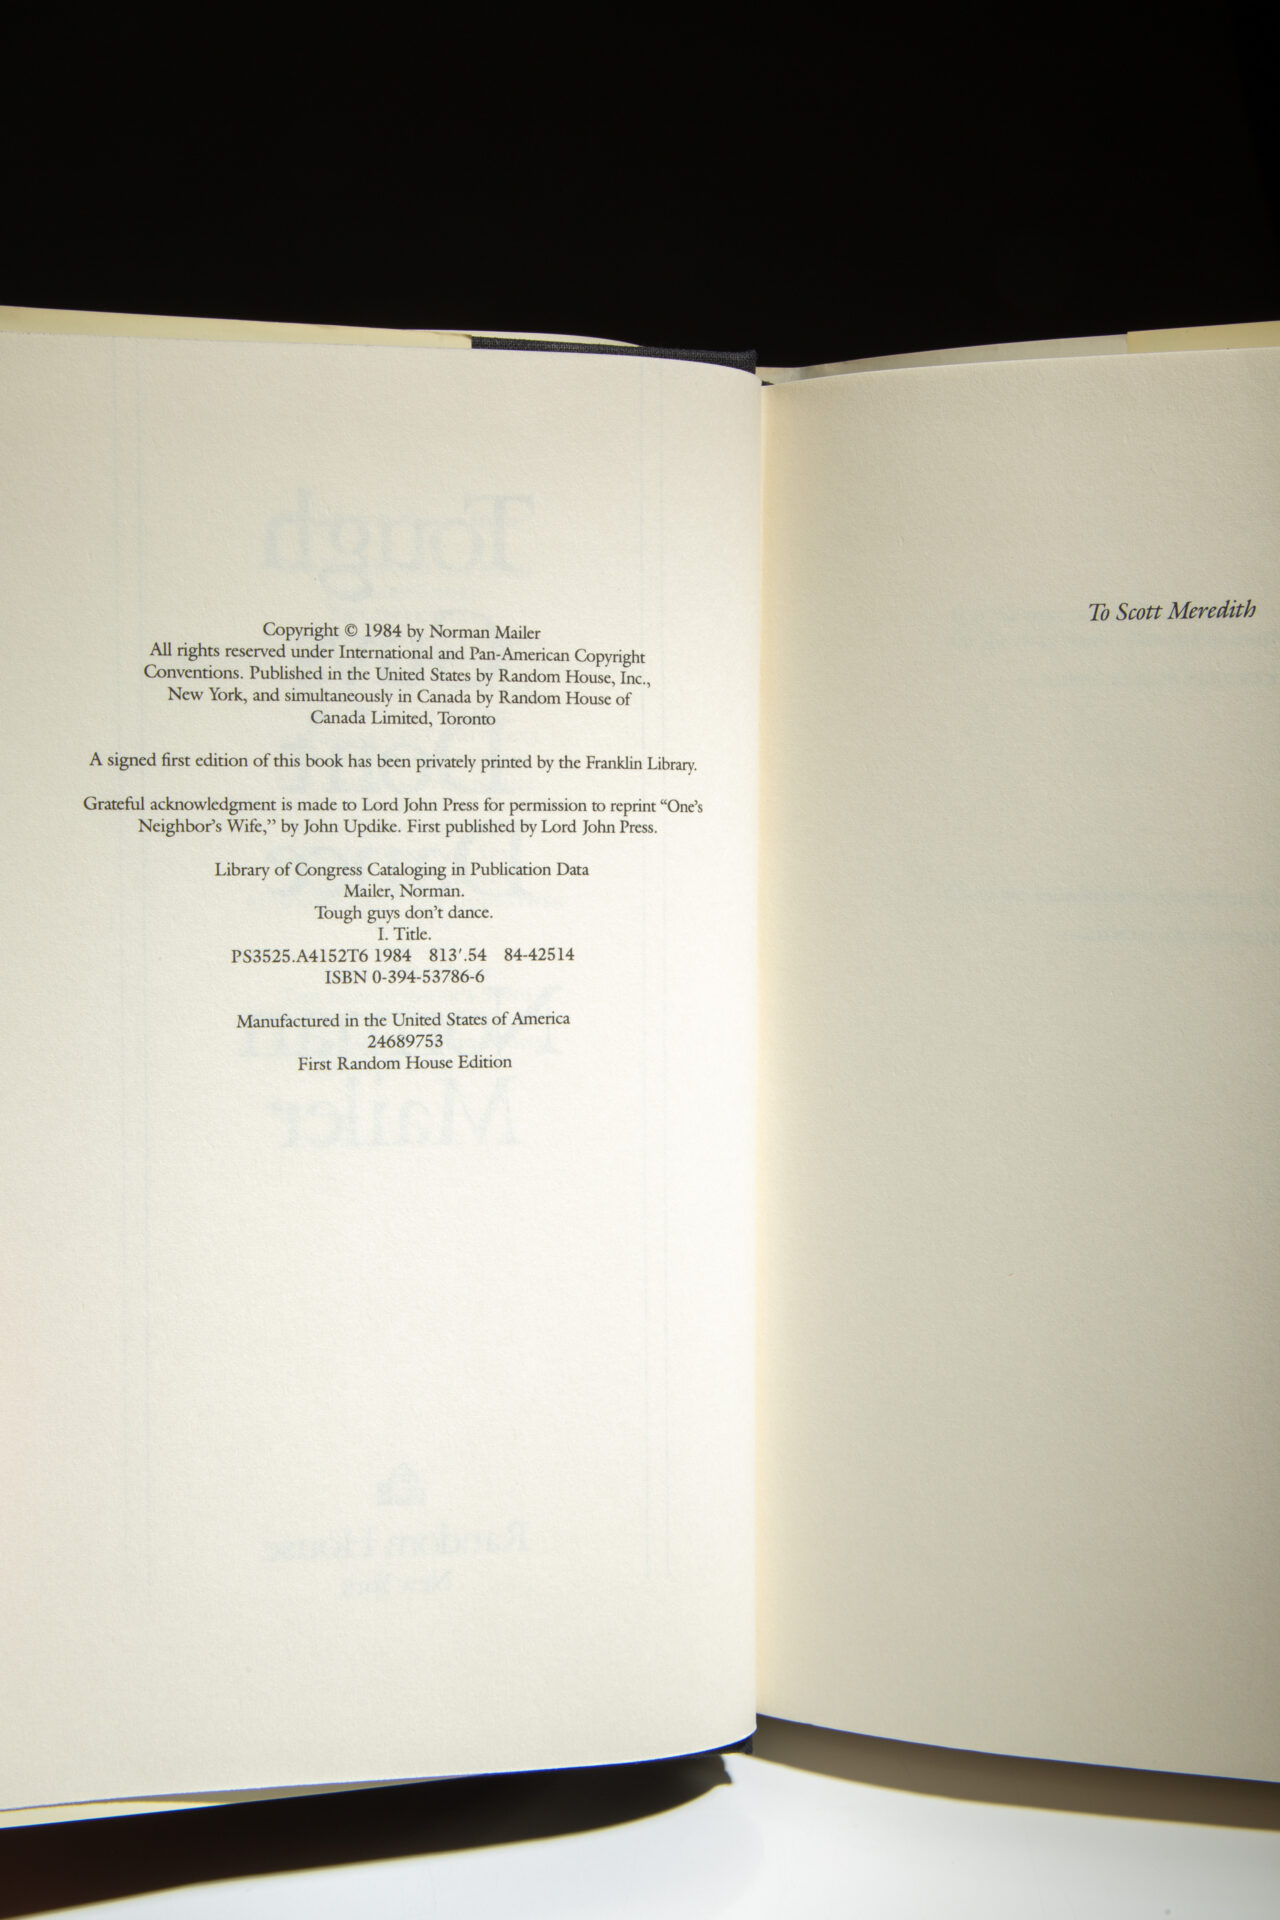 Copyright © 1984 by Norman Mailer
All rights reserved under International and Pan-American Copyright
Conventions. Published in the United States by Random House, Inc.,
New York, and simultaneously in Canada by Random House of
Canada Limited, Toronto
A signed first edition of this book has been privately printed by the Franklin Library.
Grateful acknowledgment is made to Lord John Press for permission to reprint “One’s
Neighbor’s Wife,” by John Updike. First published by Lord John Press.
Library of Congress Cataloging in Publication Data
Mailer, Norman.
Tough guys don’t dance.
I. Title.
PS3525.A4152T6 1984 813′.54 84-42514
ISBN 0-394-53786-6
Manufactured in the United States of America
24689753
First Random House Edition
To Scott Meredith